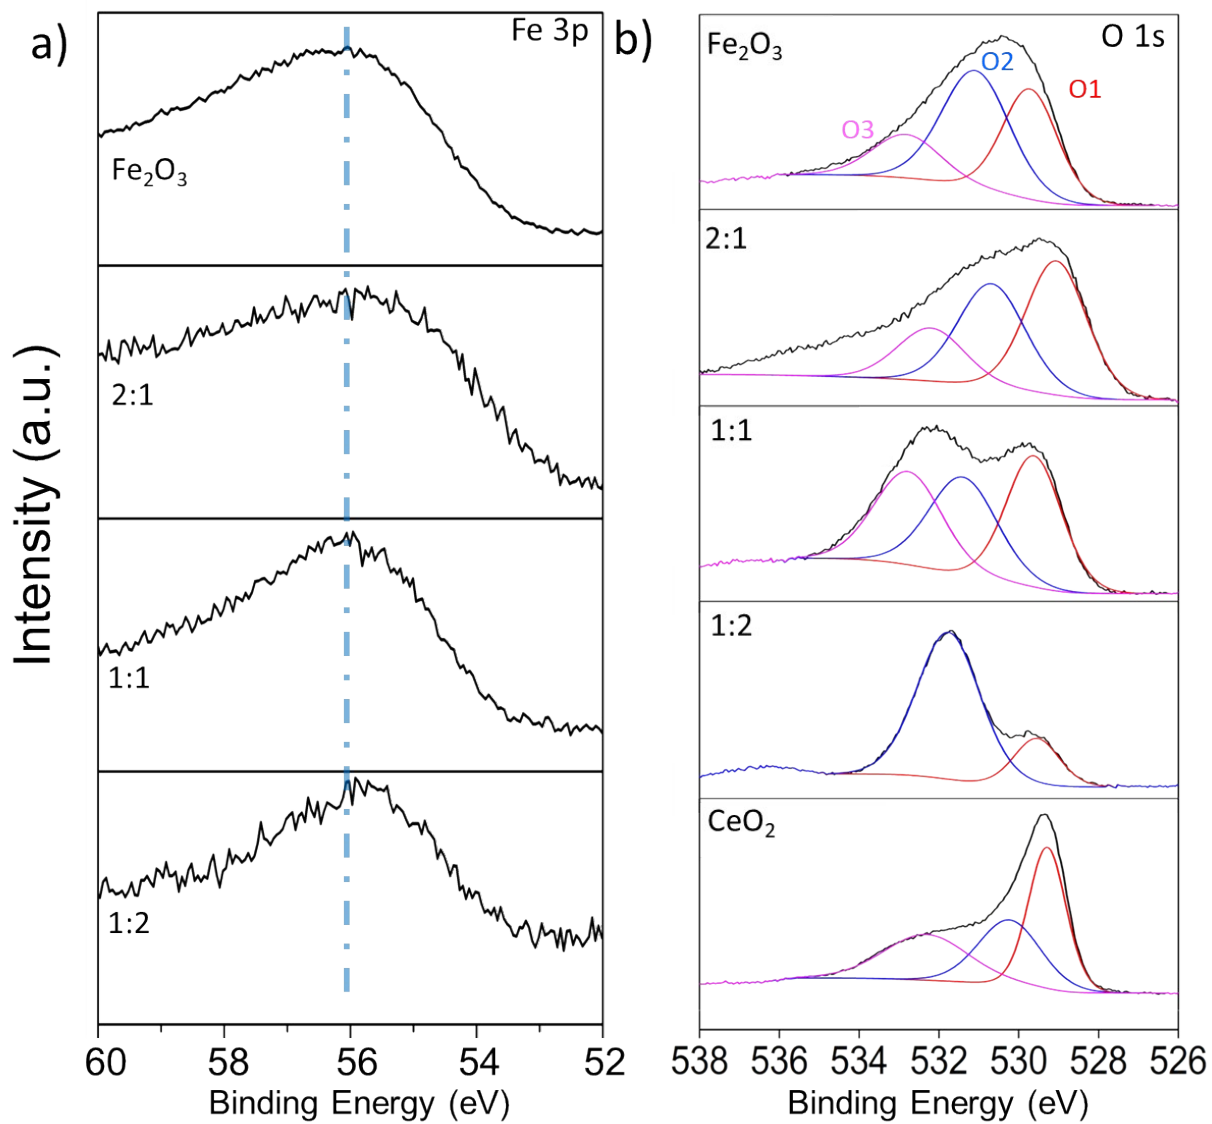 a)
Fe 3p
Fe₂O₃
2:1
1:1
1:2
Intensity (a.u.)
60 58 56 54 52
Binding Energy (eV)
b)
Fe₂O₃
O 1s
O2
O1
O3
2:1
1:1
1:2
CeO₂
538 536 534 532 530 528 526
Binding Energy (eV)